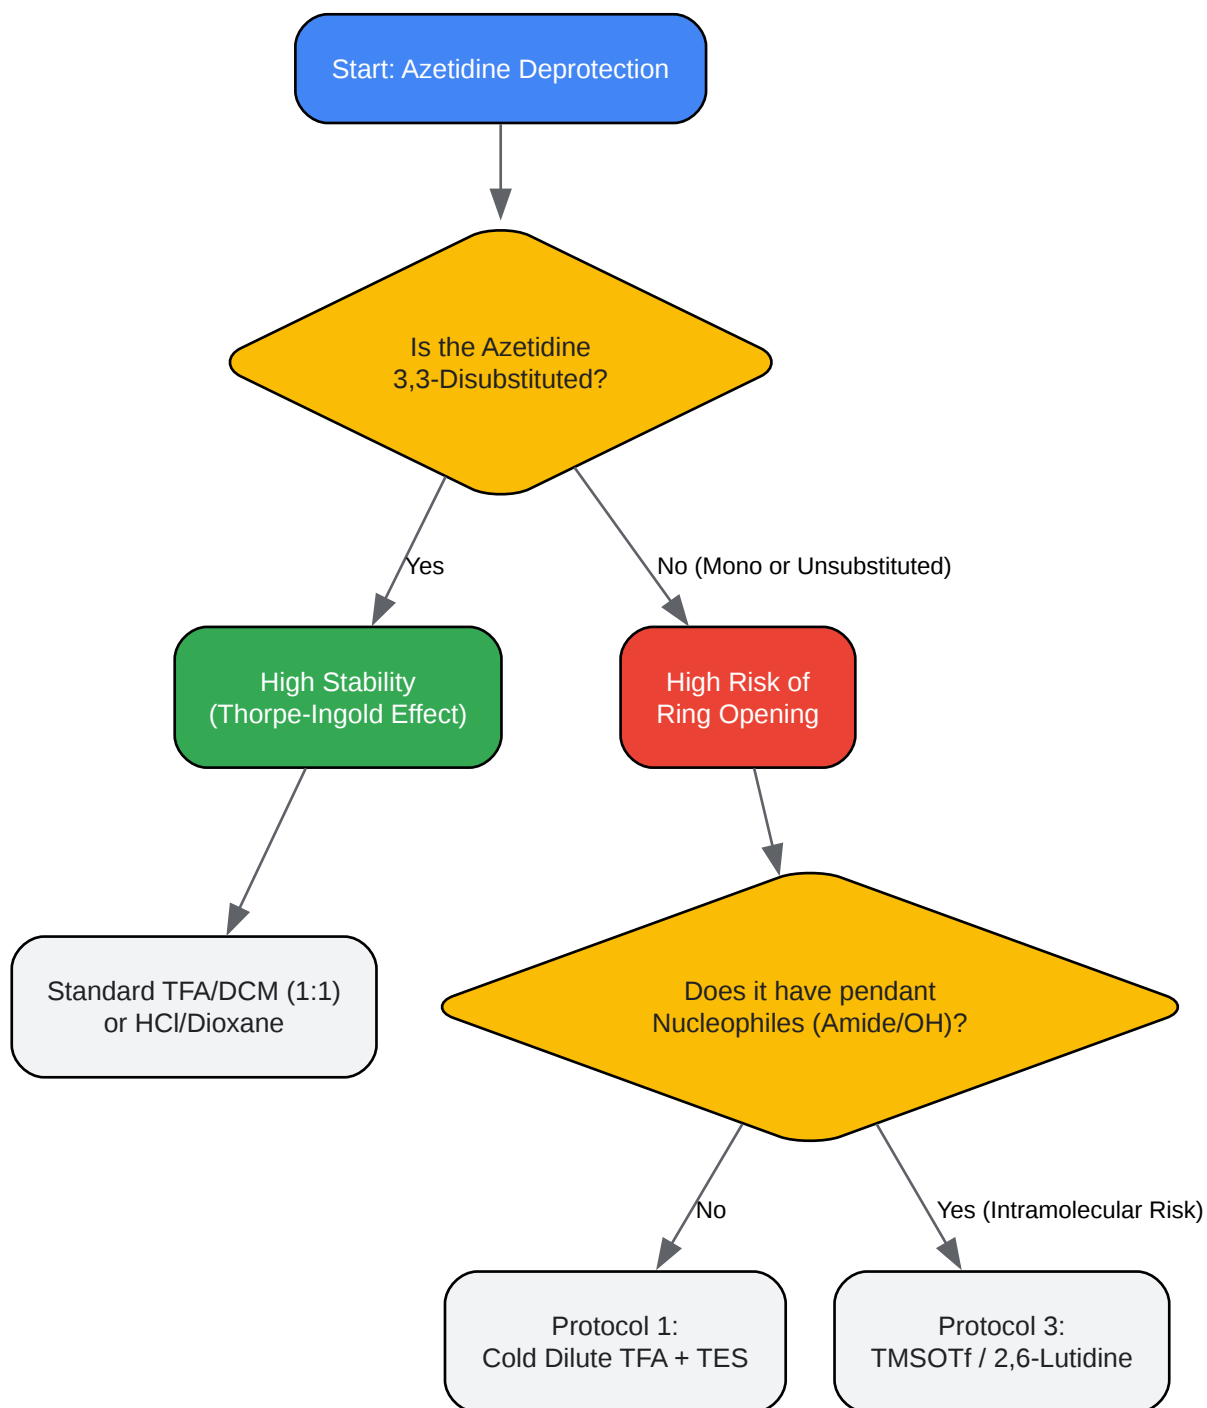 Start: Azetidine Deprotection
Is the Azetidine
3,3-Disubstituted?
Yes
No (Mono or Unsubstituted)
High Stability
(Thorpe-Ingold Effect)
High Risk of
Ring Opening
Standard TFA/DCM (1:1)
or HCl/Dioxane
Does it have pendant
Nucleophiles (Amide/OH)?
No
Yes (Intramolecular Risk)
Protocol 1:
Cold Dilute TFA + TES
Protocol 3:
TMSOTf / 2,6-Lutidine